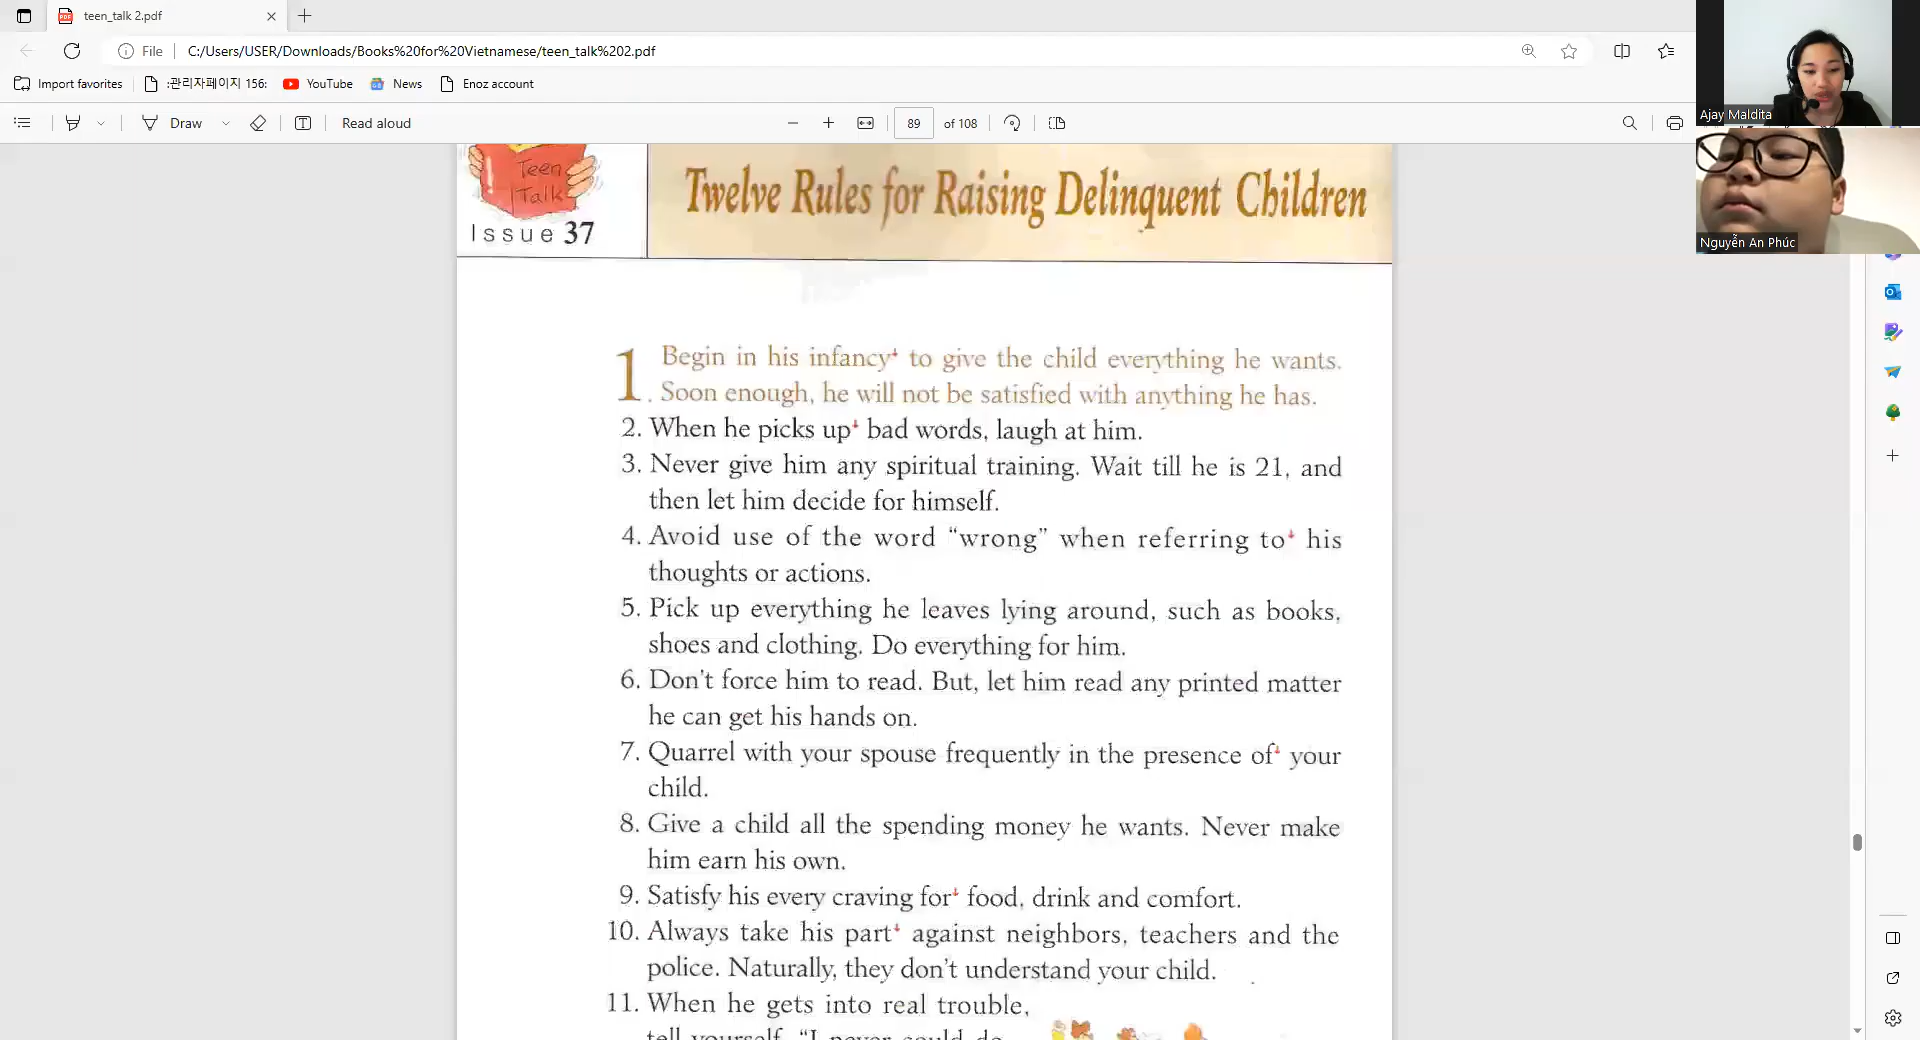 teen_talk 2.pdf
File
C:/Users/USER/Downloads/Books%20for%20Vietnamese/teen_talk%202.pdf
Import favorites
:관리자페이지 156:
YouTube
News
Enoz account
Draw
Read aloud
89
of 108
Ajay Maldita
Nguyễn An Phúc
Teen
Talk
Issue 37
Twelve Rules for Raising Delinquent Children
1. Begin in his infancy to give the child everything he wants.
Soon enough, he will not be satisfied with anything he has.
2. When he picks up bad words, laugh at him.
3. Never give him any spiritual training. Wait till he is 21, and
then let him decide for himself.
4. Avoid use of the word “wrong” when referring to his
thoughts or actions.
5. Pick up everything he leaves lying around, such as books,
shoes and clothing. Do everything for him.
6. Don't force him to read. But, let him read any printed matter
he can get his hands on.
7. Quarrel with your spouse frequently in the presence of your
child.
8. Give a child all the spending money he wants. Never make
him earn his own.
9. Satisfy his every craving for food, drink and comfort.
10. Always take his part against neighbors, teachers and the
police. Naturally, they don't understand your child.
11. When he gets into real trouble,
tell yourself, “I never could do